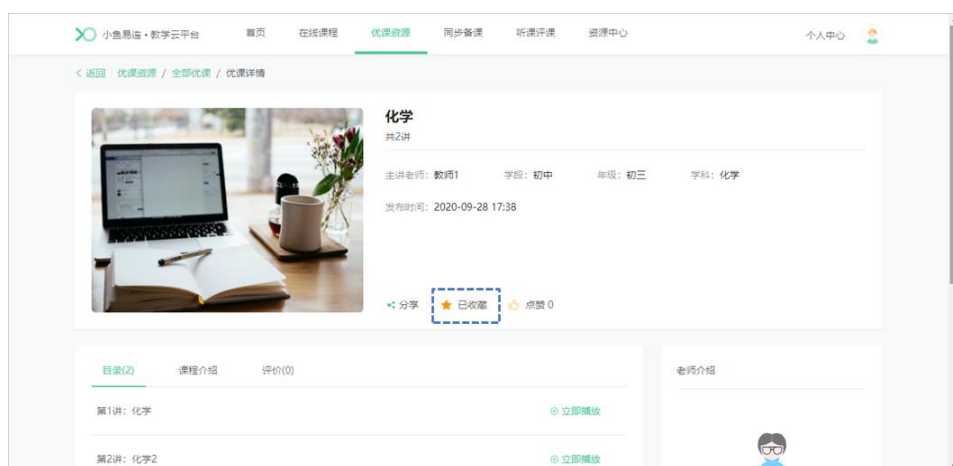 小鱼易连·教学云平台 首页 在线课程 优课资源 同步备课 听课评课 资源中心 个人中心
< 返回 | 优课资源 / 全部优课 / 优课详情
化学
共2讲
主讲老师: 教师1 学段: 初中 年级: 初三 学科: 化学
发布时间: 2020-09-28 17:38
分享 已收藏 点赞 0
目录(2) 课程介绍 评价(0) 老师介绍
第1讲: 化学 立即播放
第2讲: 化学2 立即播放